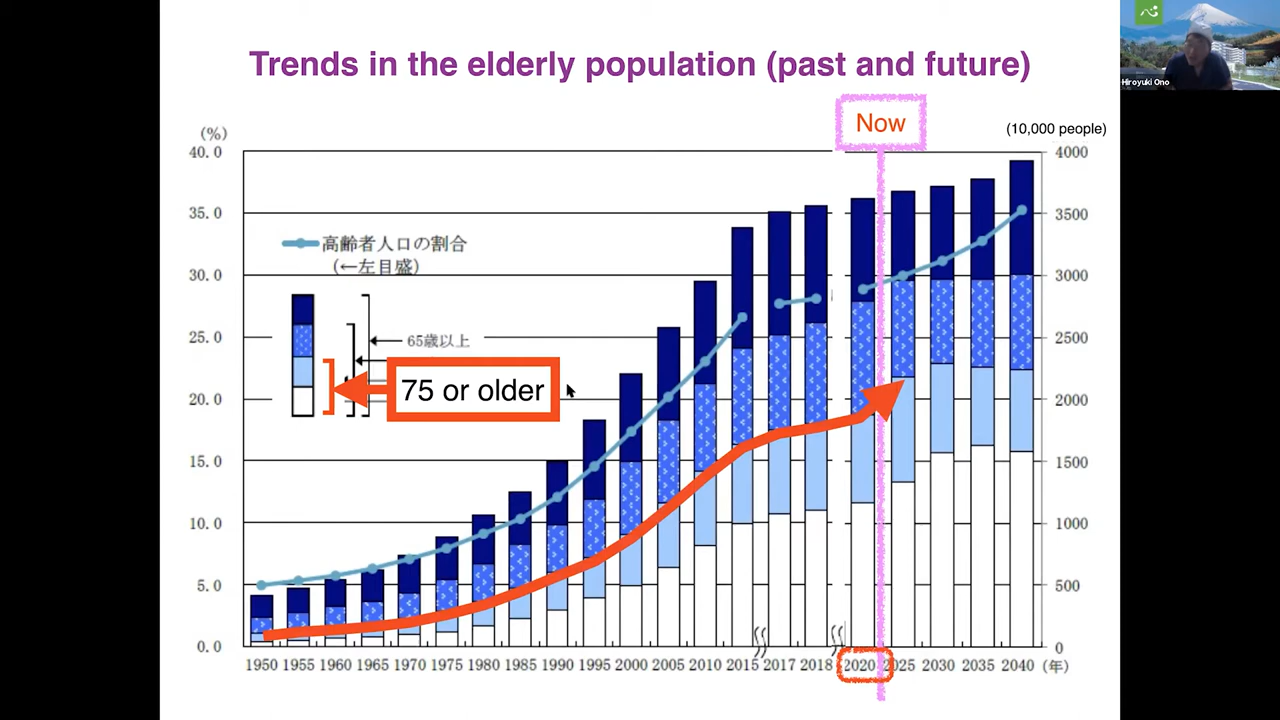 Trends in the elderly population (past and future)
Hiroyuki Ono
Now
(%)
(10,000 people)
40.0
35.0
30.0
25.0
20.0
15.0
10.0
5.0
0.0
4000
3500
3000
2500
2000
1500
1000
500
0
高齢者人口の割合
(←左目盛)
65歳以上
75 or older
1950 1955 1960 1965 1970 1975 1980 1985 1990 1995 2000 2005 2010 2015 2017 2018 2020 2025 2030 2035 2040 (年)